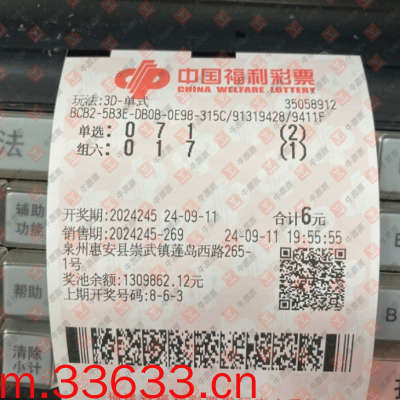 中国福利彩票
CHINA WELFARE LOTTERY
玩法:3D-单式 35058912
BCB2-5B3E-DB0B-0E98-315C/91319428/9411F
单选: 0 7 1 (2)
组六: 0 1 7 (1)
开奖期:2024245 24-09-11 合计6元
销售期:2024245-269 24-09-11 19:55:55
泉州惠安县崇武镇莲岛西路265-
1号
奖池余额:1309862.12元
上期开奖号码:8-6-3
法
辅助
功能
清除
小计
B
m.33633.cn